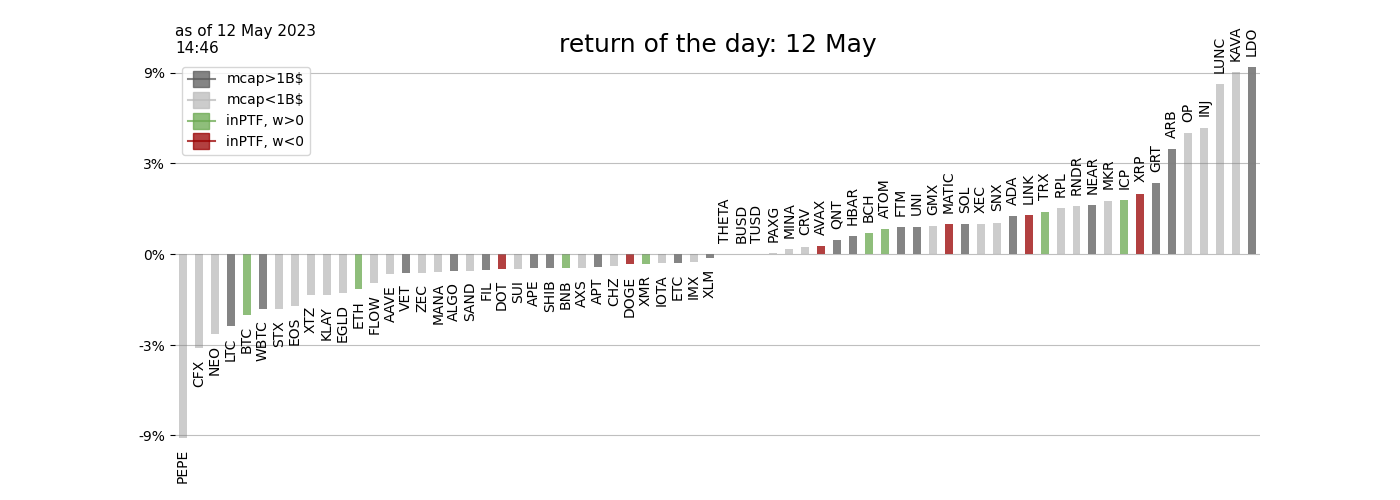 as of 12 May 2023
14:46
return of the day: 12 May
9%
3%
0%
-3%
-9%
mcap>1B$
mcap<1B$
inPTF, w>0
inPTF, w<0
PEPE
CFX
NEO
LTC
BTC
WBTC
STX
EOS
XTZ
KLAY
EGLD
ETH
FLOW
AAVE
VET
ZEC
MANA
ALGO
SAND
FIL
DOT
SUI
APE
SHIB
BNB
AXS
APT
CHZ
DOGE
XMR
IOTA
ETC
IMX
XLM
THETA
BUSD
TUSD
PAXG
MINA
CRV
AVAX
QNT
HBAR
BCH
ATOM
FTM
UNI
GMX
MATIC
SOL
XEC
SNX
ADA
LINK
TRX
RPL
RNDR
NEAR
MKR
ICP
XRP
GRT
ARB
OP
INJ
LUNC
KAVA
LDO